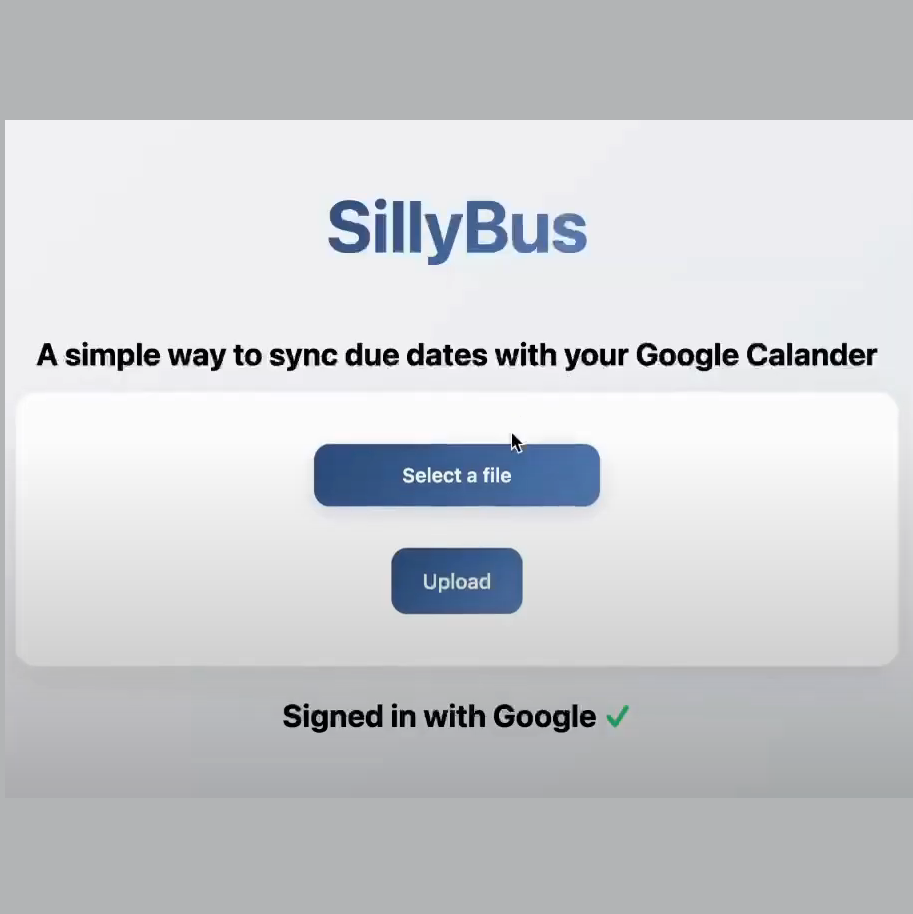 SillyBus
A simple way to sync due dates with your Google Calander
Select a file
Upload
Signed in with Google ✓